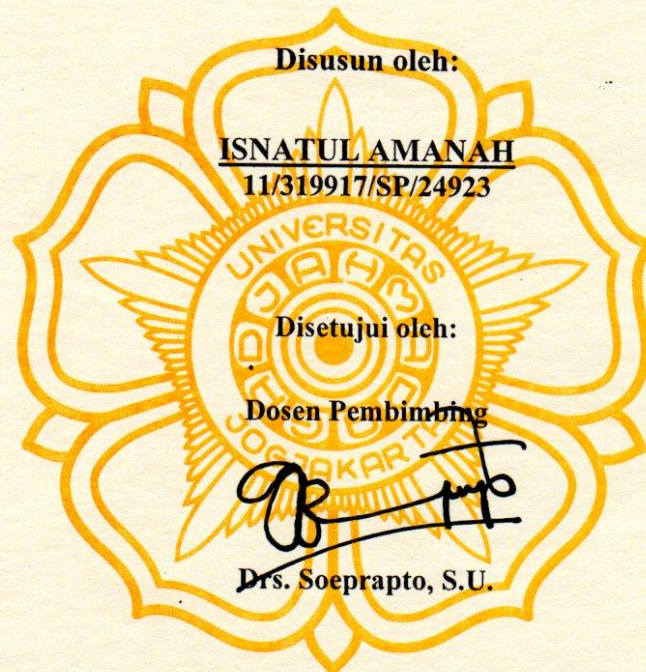 Disusun oleh:
ISNATUL AMANAH
11/319917/SP/24923
UNIVERSITAS
GADJAH MADA
Disetujui oleh:
Dosen Pembimbing
JOGJAKARTA
Drs. Soeprapto, S.U.